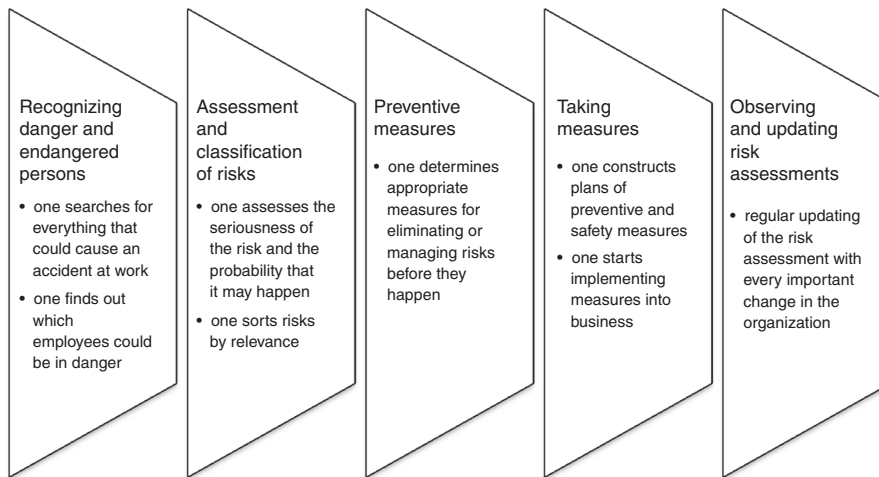 Recognizing
danger and
endangered
persons
• one searches for
everything that
could cause an
accident at work
• one finds out
which
employees could
be in danger
Assessment
and
classification
of risks
• one assesses the
seriousness of
the risk and the
probability that
it may happen
• one sorts risks
by relevance
Preventive
measures
• one determines
appropriate
measures for
eliminating or
managing risks
before they
happen
Taking
measures
• one constructs
plans of
preventive and
safety measures
• one starts
implementing
measures into
business
Observing
and updating
risk
assessments
• regular updating
of the risk
assessment with
every important
change in the
organization